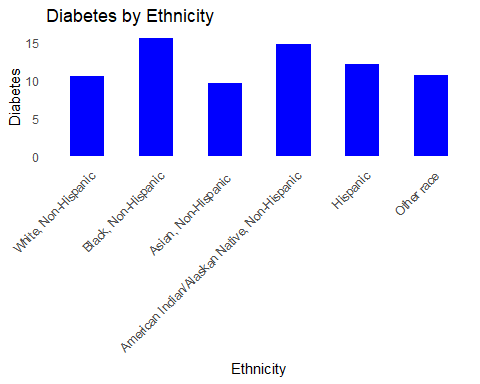 Diabetes by Ethnicity
Diabetes
15
10
5
0
White, Non-Hispanic
Black, Non-Hispanic
Asian, Non-Hispanic
American Indian/Alaskan Native, Non-Hispanic
Hispanic
Other race
Ethnicity